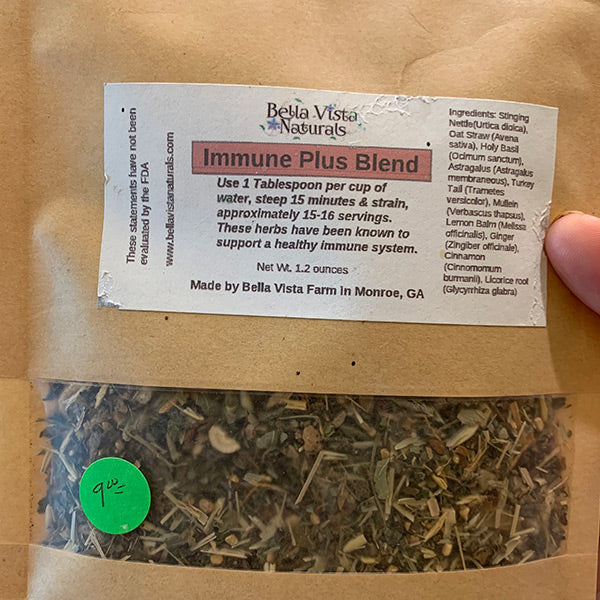 Bella Vista
Naturals
Immune Plus Blend
Use 1 Tablespoon per cup of
water, steep 15 minutes & strain,
approximately 15-16 servings.
These herbs have been known to
support a healthy immune system.
Net Wt. 1.2 ounces
Made by Bella Vista Farm in Monroe, GA
These statements have not been
evaluated by the FDA
www.bellavistanaturals.com
Ingredients: Stinging
Nettle(Urtica dioica),
Oat Straw (Avena
sativa), Holy Basil
(Ocimum sanctum),
Astragalus (Astragalus
membraneous), Turkey
Tail (Trametes
versicolor), Mullein
(Verbascus thapsus),
Lemon Balm (Melissa
officinalis), Ginger
(Zingiber officinale),
Cinnamon
(Cinnomomum
burmanii), Licorice root
(Glycyrrhiza glabra)
9.00